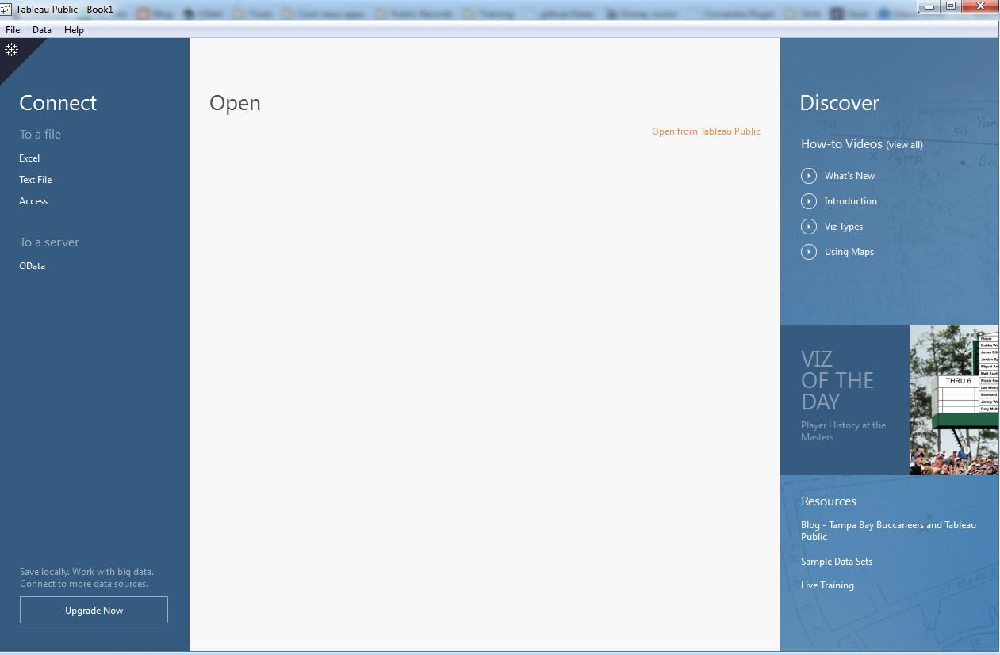 Tableau Public - Book1
File Data Help
Connect
To a file
Excel
Text File
Access
To a server
OData
Save locally. Work with big data.
Connect to more data sources.
Upgrade Now
Open
Open from Tableau Public
Discover
How-to Videos (view all)
What's New
Introduction
Viz Types
Using Maps
VIZ
OF THE
DAY
Player History at the
Masters
THRU 6
Player
Resources
Blog - Tampa Bay Buccaneers and Tableau
Public
Sample Data Sets
Live Training